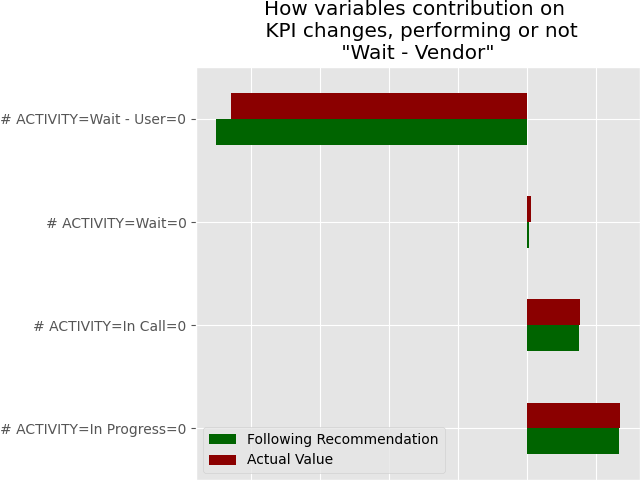 How variables contribution on
KPI changes, performing or not
"Wait - Vendor"
# ACTIVITY=Wait - User=0
# ACTIVITY=Wait=0
# ACTIVITY=In Call=0
# ACTIVITY=In Progress=0
Following Recommendation
Actual Value